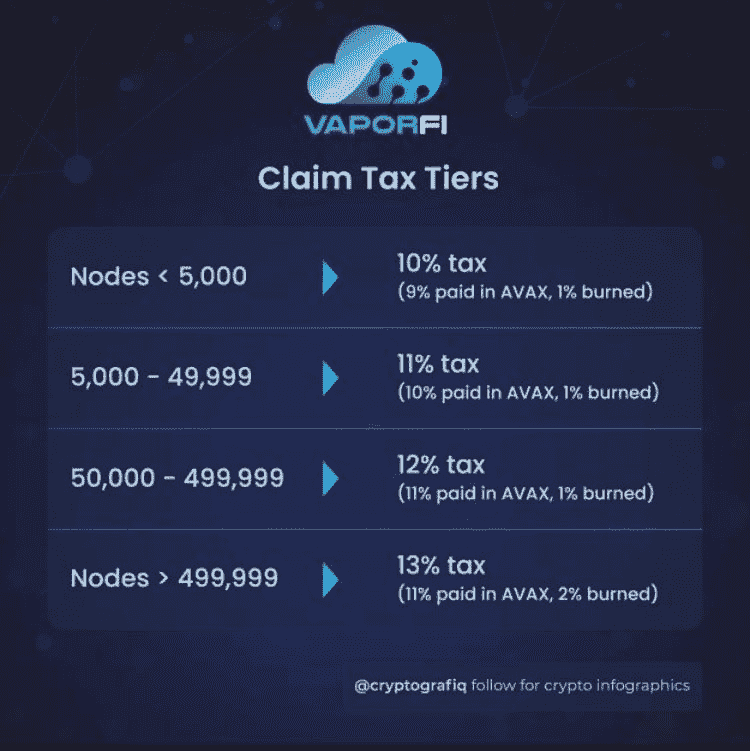 VAPORFI
Claim Tax Tiers
Nodes < 5,000
10% tax
(9% paid in AVAX, 1% burned)
5,000 - 49,999
11% tax
(10% paid in AVAX, 1% burned)
50,000 - 499,999
12% tax
(11% paid in AVAX, 1% burned)
Nodes > 499,999
13% tax
(11% paid in AVAX, 2% burned)
@cryptografiq follow for crypto infographics